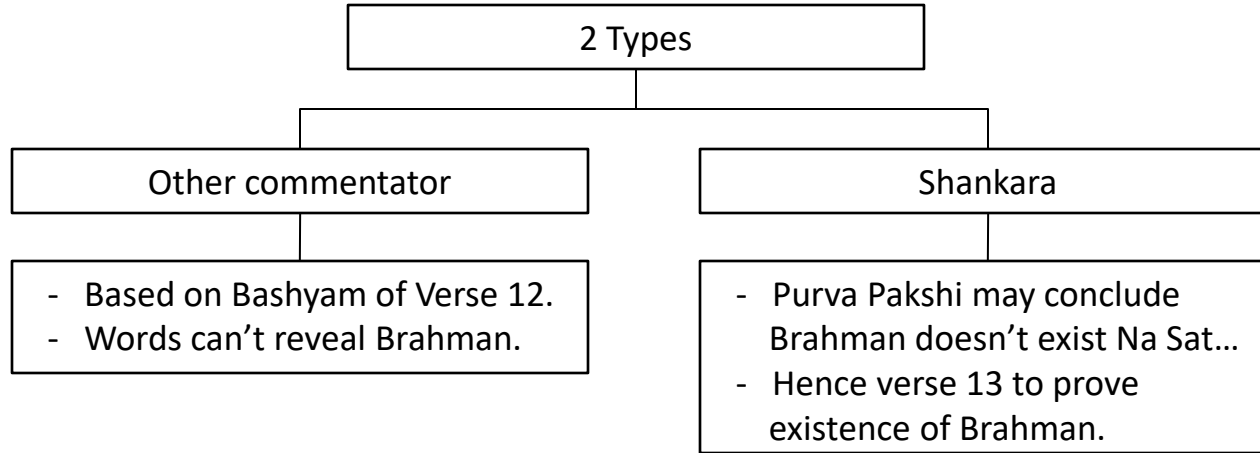 2 Types
Other commentator
- Based on Bashyam of Verse 12.
- Words can’t reveal Brahman.
Shankara
- Purva Pakshi may conclude
Brahman doesn’t exist Na Sat…
- Hence verse 13 to prove
existence of Brahman.